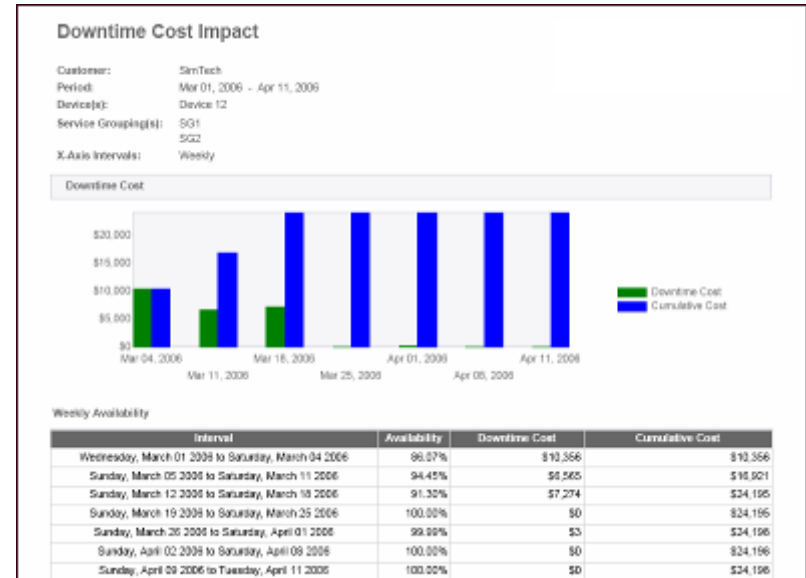 Downtime Cost Impact
Customer: SimTech
Period: Mar 01, 2006 - Apr 11, 2006
Device(s): Device 12
Service Grouping(s): SG1
SG2
X-Axis Intervals: Weekly
Downtime Cost
$20,000
$15,000
$10,000
$5,000
$0
Downtime Cost
Cumulative Cost
Mar 04, 2006 Mar 18, 2006 Apr 01, 2006 Apr 11, 2006
Mar 11, 2006 Mar 25, 2006 Apr 08, 2006
Weekly Availability
Interval Availability Downtime Cost Cumulative Cost
Wednesday, March 01 2006 to Saturday, March 04 2006 86.07% $10,356 $10,356
Sunday, March 05 2006 to Saturday, March 11 2006 94.45% $6,565 $16,921
Sunday, March 12 2006 to Saturday, March 18 2006 91.30% $7,274 $24,195
Sunday, March 19 2006 to Saturday, March 25 2006 100.00% $0 $24,195
Sunday, March 26 2006 to Saturday, April 01 2006 99.99% $3 $24,198
Sunday, April 02 2006 to Saturday, April 08 2006 100.00% $0 $24,198
Sunday, April 09 2006 to Tuesday, April 11 2006 100.00% $0 $24,198